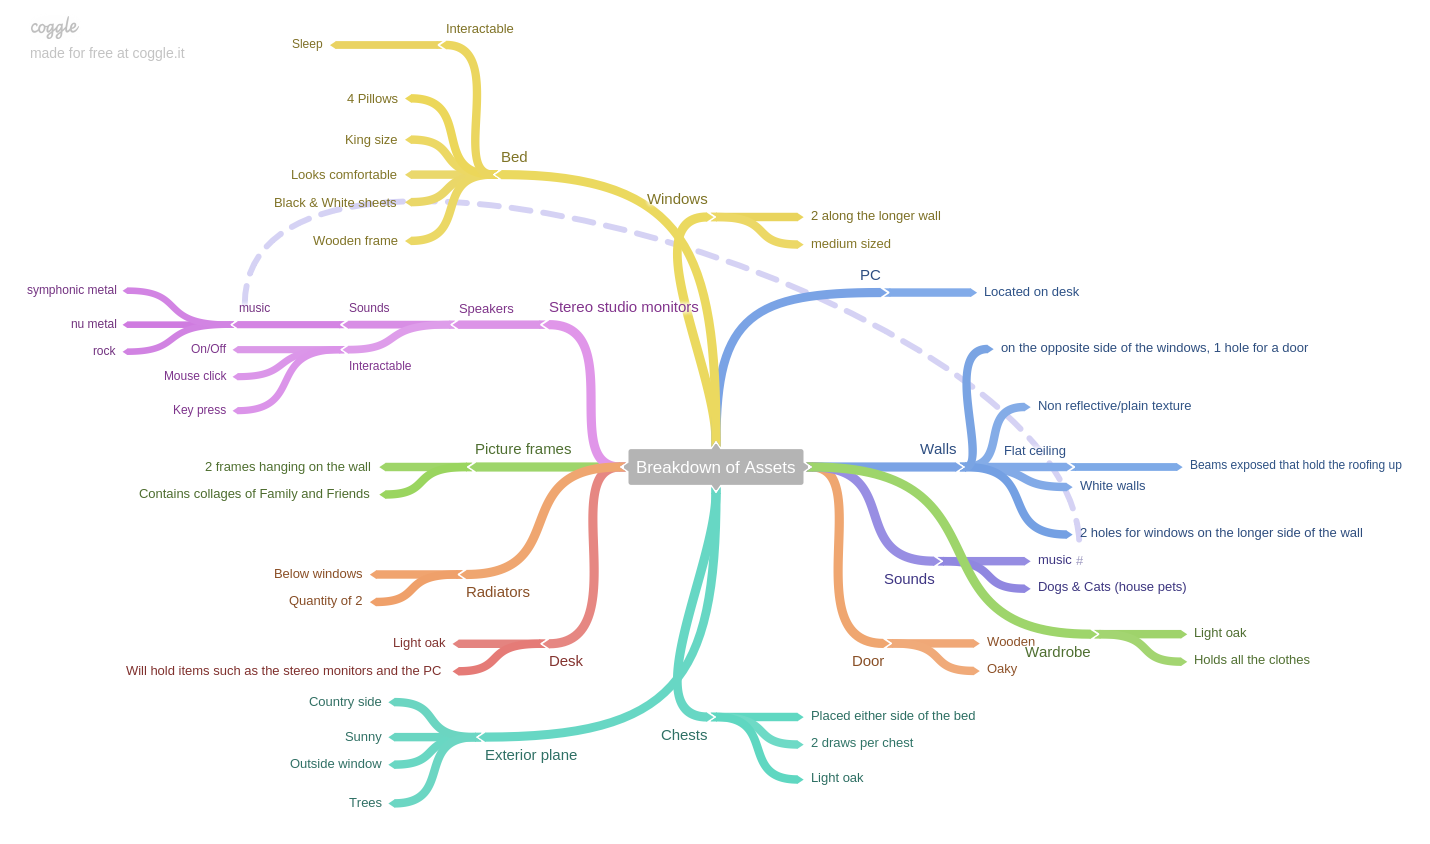 coggle
made for free at coggle.it
Interactable
Sleep
4 Pillows
King size
Bed
Looks comfortable
Black & White sheets
Wooden frame
Windows
2 along the longer wall
medium sized
PC
Located on desk
symphonic metal
music
Sounds
Speakers
Stereo studio monitors
nu metal
rock
On/Off
Interactable
Mouse click
Key press
on the opposite side of the windows, 1 hole for a door
Non reflective/plain texture
Walls
Flat ceiling
Beams exposed that hold the roofing up
White walls
2 holes for windows on the longer side of the wall
Picture frames
2 frames hanging on the wall
Contains collages of Family and Friends
Breakdown of Assets
music #
Sounds
Dogs & Cats (house pets)
Below windows
Quantity of 2
Radiators
Light oak
Will hold items such as the stereo monitors and the PC
Desk
Wooden
Door
Oaky
Wardrobe
Light oak
Holds all the clothes
Country side
Sunny
Outside window
Exterior plane
Trees
Chests
Placed either side of the bed
2 draws per chest
Light oak